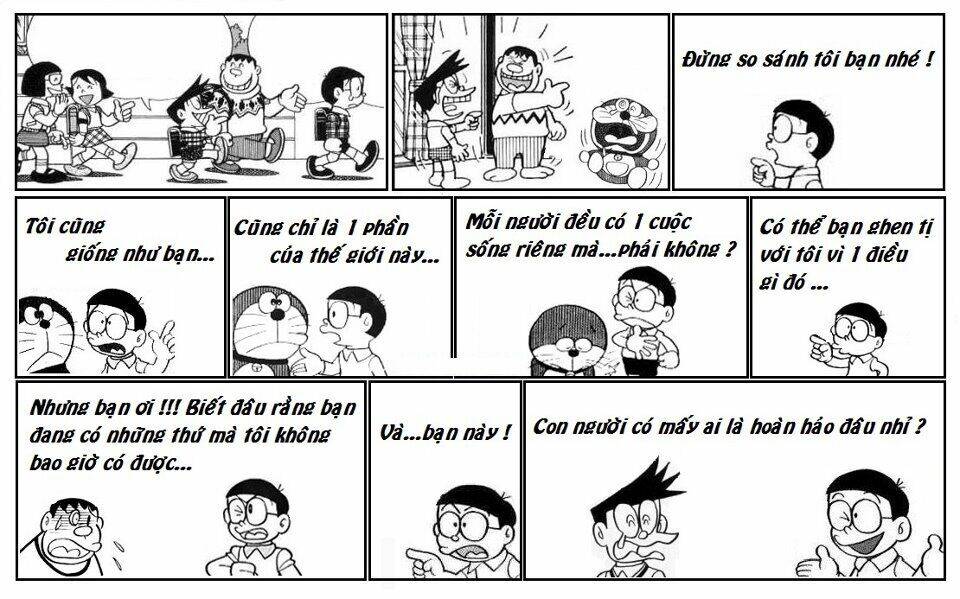 Đừng so sánh tôi bạn nhé !
Tôi cũng
giống như bạn...
Cũng chỉ là 1 phần
của thế giới này...
Mỗi người đều có 1 cuộc
sống riêng mà...phải không ?
Có thể bạn ghen tị
với tôi vì 1 điều
gì đó ...
Nhưng bạn ơi !!! Biết đâu rằng bạn
đang có những thứ mà tôi không
bao giờ có được...
Và...bạn này !
Con người có mấy ai là hoàn hảo đâu nhỉ ?